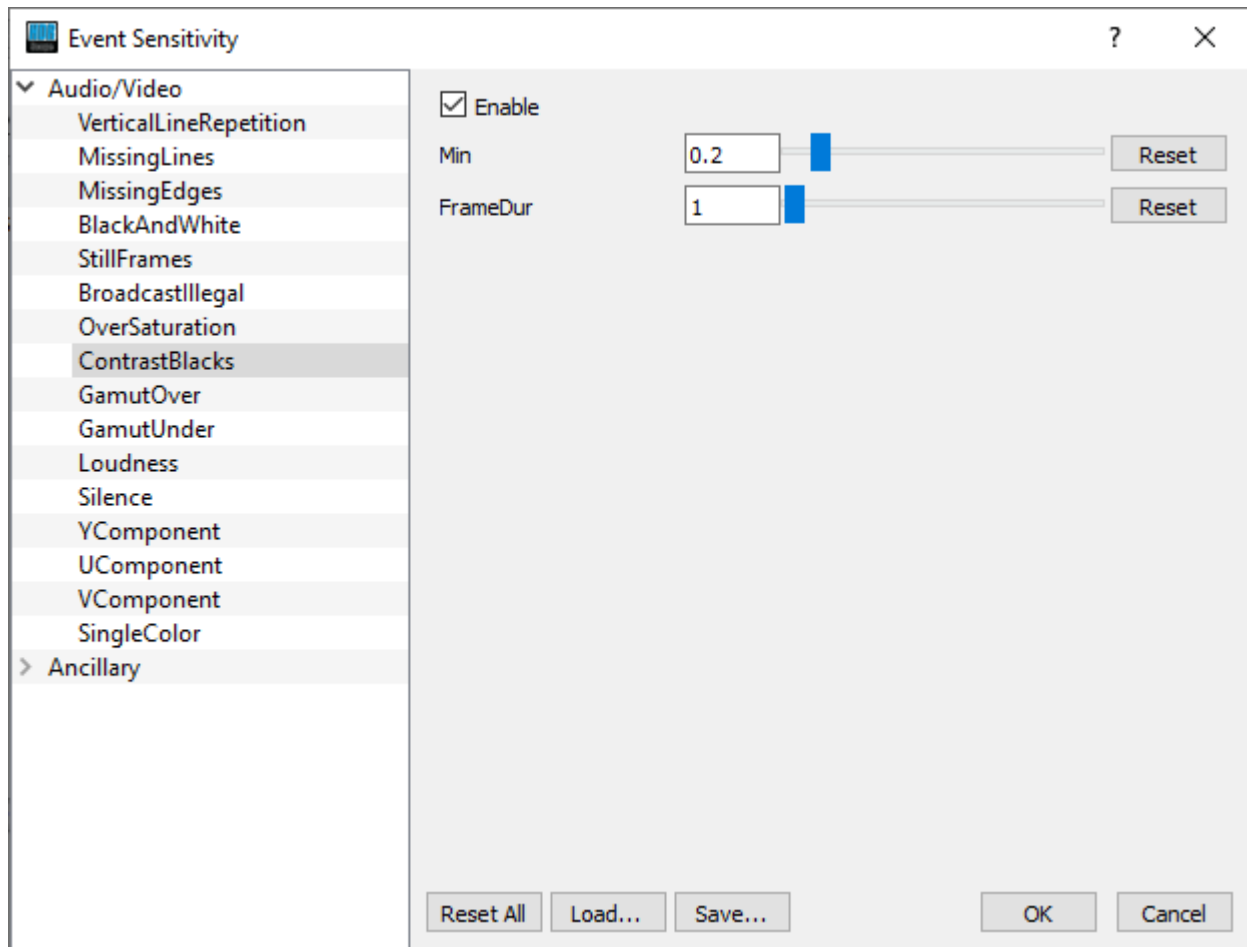 Event Sensitivity
?
Audio/Video
VerticalLineRepetition
MissingLines
MissingEdges
BlackAndWhite
StillFrames
BroadcastIllegal
OverSaturation
ContrastBlacks
GamutOver
GamutUnder
Loudness
Silence
YComponent
UComponent
VComponent
SingleColor
Ancillary
Enable
Min 0.2 Reset
FrameDur 1 Reset
Reset All Load... Save... OK Cancel